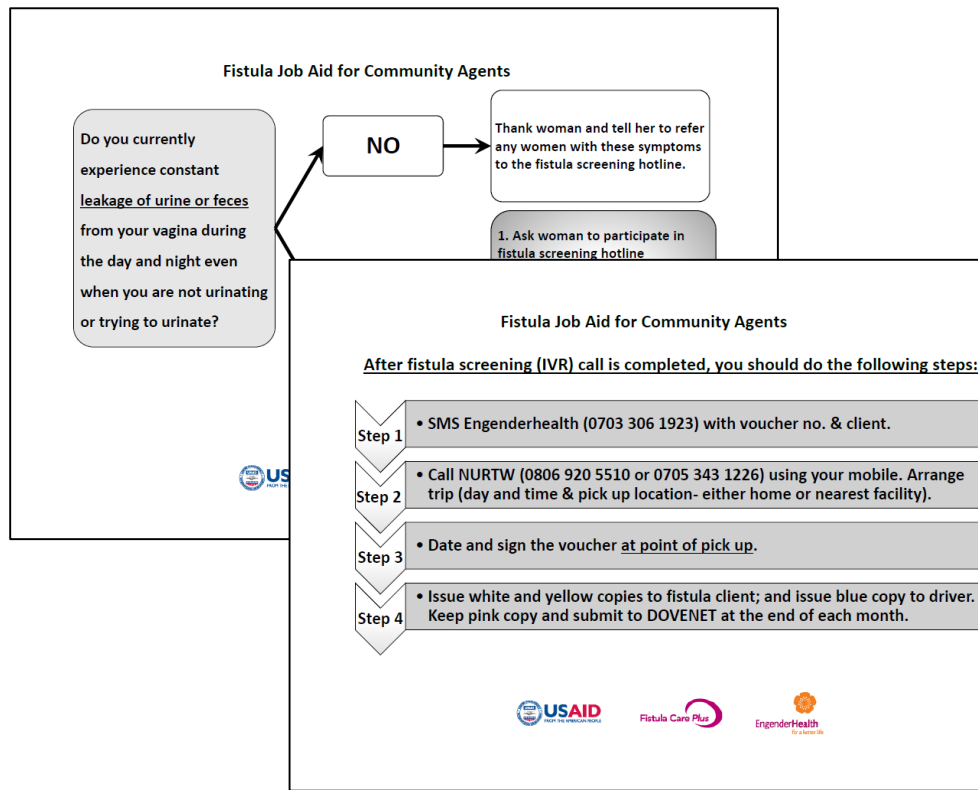 Fistula Job Aid for Community Agents
Do you currently
experience constant
leakage of urine or feces
from your vagina during
the day and night even
when you are not urinating
or trying to urinate?
NO
Thank woman and tell her to refer
any women with these symptoms
to the fistula screening hotline.
1. Ask woman to participate in
fistula screening hotline
US
Fistula Job Aid for Community Agents
After fistula screening (IVR) call is completed, you should do the following steps:
Step 1
• SMS Engenderhealth (0703 306 1923) with voucher no. & client.
Step 2
• Call NURTW (0806 920 5510 or 0705 343 1226) using your mobile. Arrange
trip (day and time & pick up location- either home or nearest facility).
Step 3
• Date and sign the voucher at point of pick up.
Step 4
• Issue white and yellow copies to fistula client; and issue blue copy to driver.
Keep pink copy and submit to DOVENET at the end of each month.
USAID
FROM THE AMERICAN PEOPLE
Fistula Care Plus
EngenderHealth
for a better life